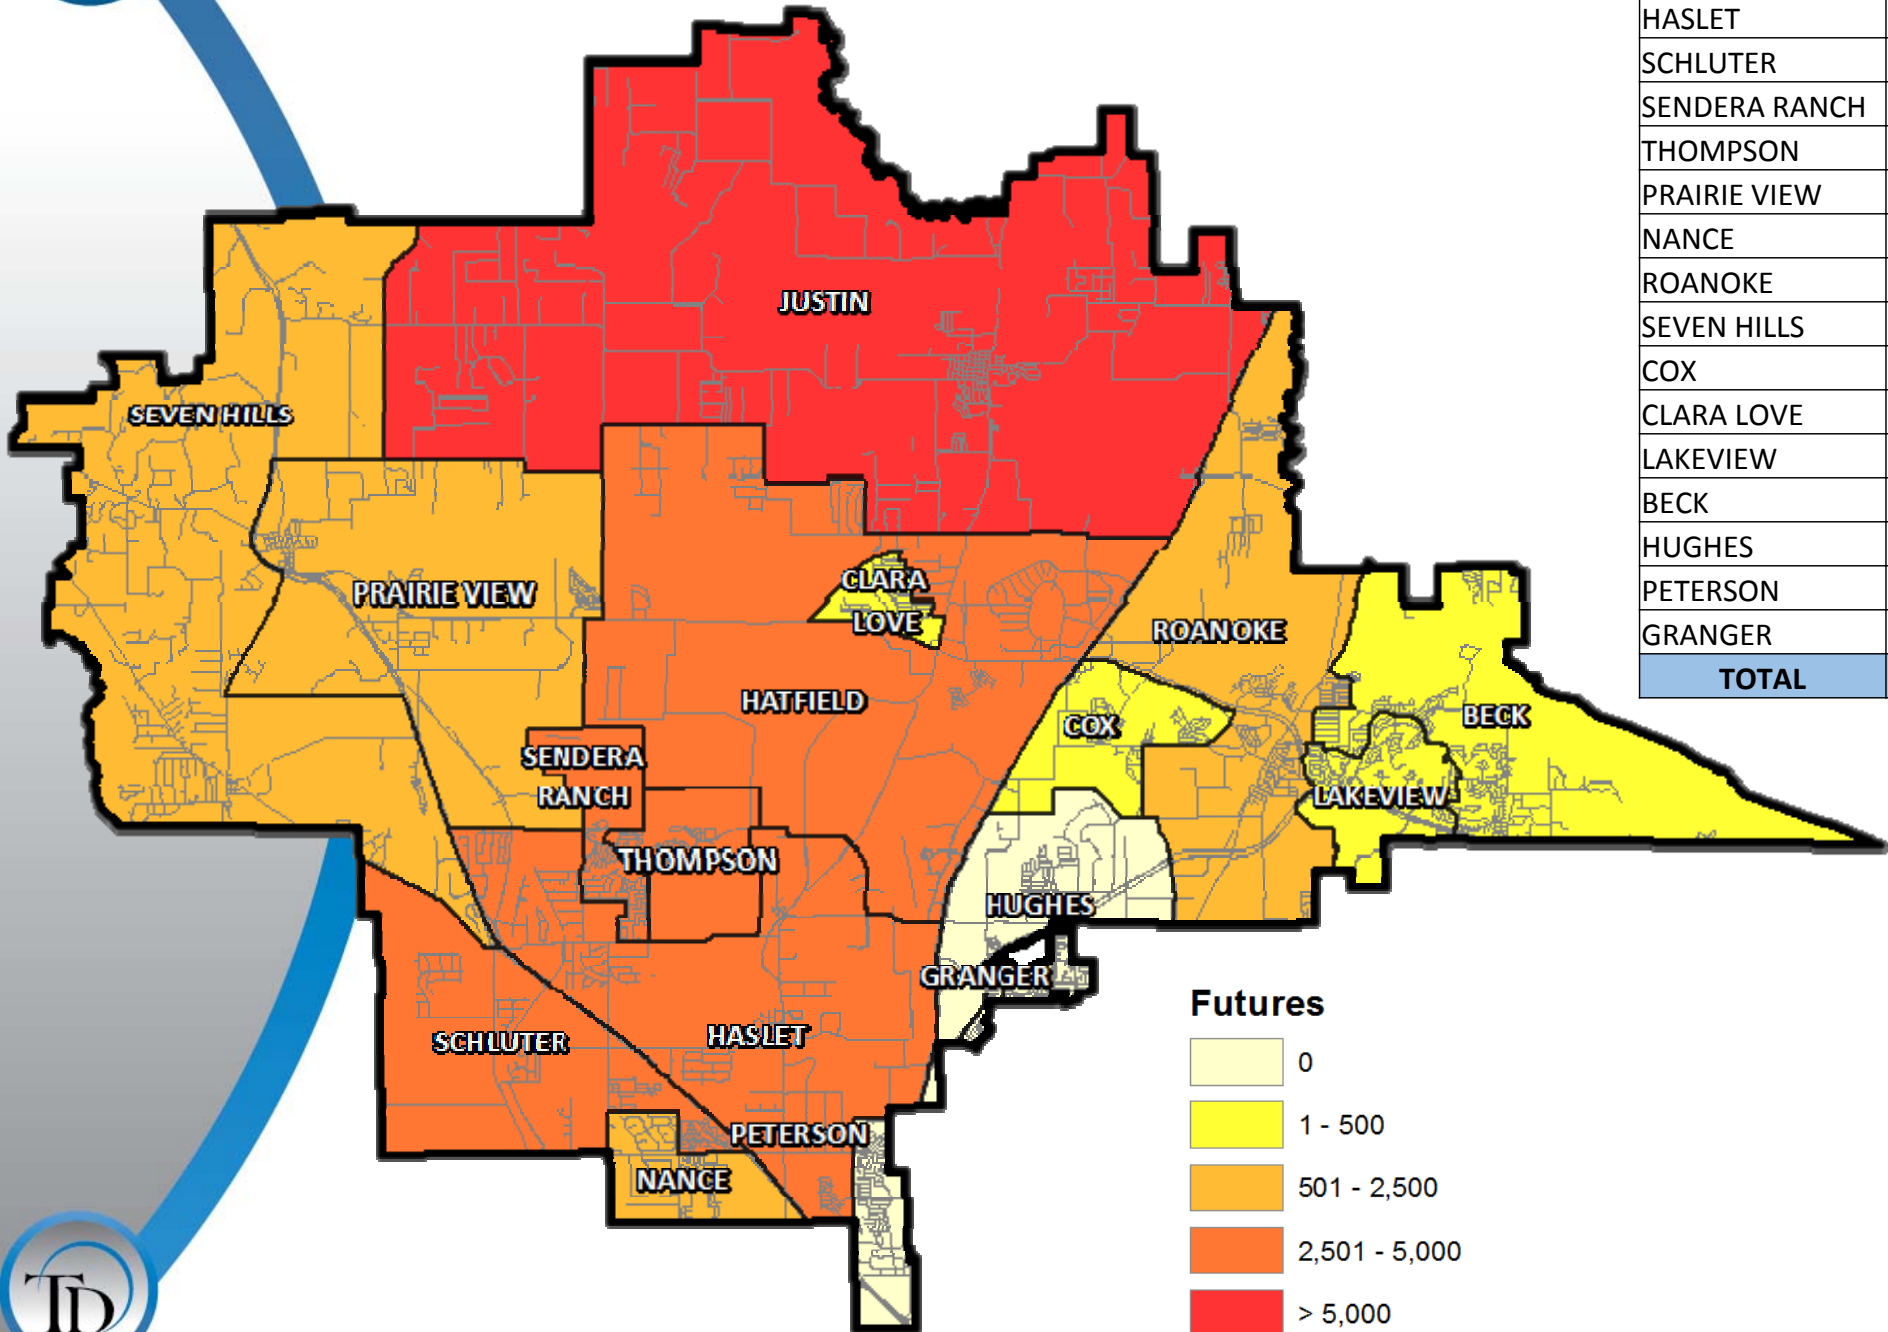 HASLET
SCHLUTER
SENDERA RANCH
THOMPSON
PRAIRIE VIEW
NANCE
ROANOKE
SEVEN HILLS
COX
CLARA LOVE
LAKEVIEW
BECK
HUGHES
PETERSON
GRANGER
TOTAL
JUSTIN
SEVEN HILLS
PRAIRIE VIEW
CLARA
LOVE
ROANOKE
HATFIELD
COX
BECK
SENDERA
RANCH
LAKEVIEW
THOMPSON
HUGHES
GRANGER
SCHLUTER
HASLET
PETERSON
NANCE
Futures
0
1 - 500
501 - 2,500
2,501 - 5,000
> 5,000
TD